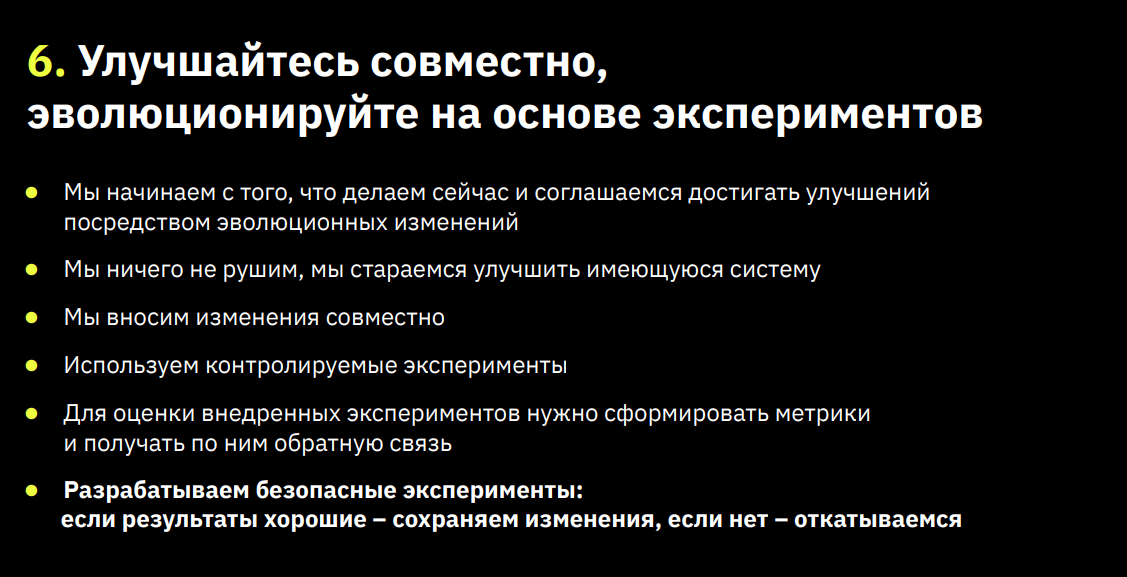 6. Улучшайтесь совместно,
эволюционируйте на основе экспериментов
● Мы начинаем с того, что делаем сейчас и соглашаемся достигать улучшений
посредством эволюционных изменений
● Мы ничего не рушим, мы стараемся улучшить имеющуюся систему
● Мы вносим изменения совместно
● Используем контролируемые эксперименты
● Для оценки внедренных экспериментов нужно сформировать метрики
и получать по ним обратную связь
● Разрабатываем безопасные эксперименты:
если результаты хорошие – сохраняем изменения, если нет – откатываемся